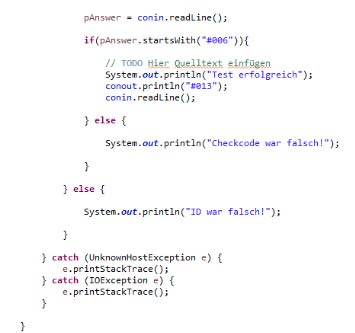 pAnswer = conin.readLine();
if(pAnswer.startsWith("#006")){
// TODO Hier Quelltext einfügen
System.out.println("Test erfolgreich");
conout.println("#013");
conin.readLine();
} else {
System.out.println("Checkcode war falsch!");
}
} else {
System.out.println("ID war falsch!");
}
} catch (UnknownHostException e) {
e.printStackTrace();
} catch (IOException e) {
e.printStackTrace();
}
}